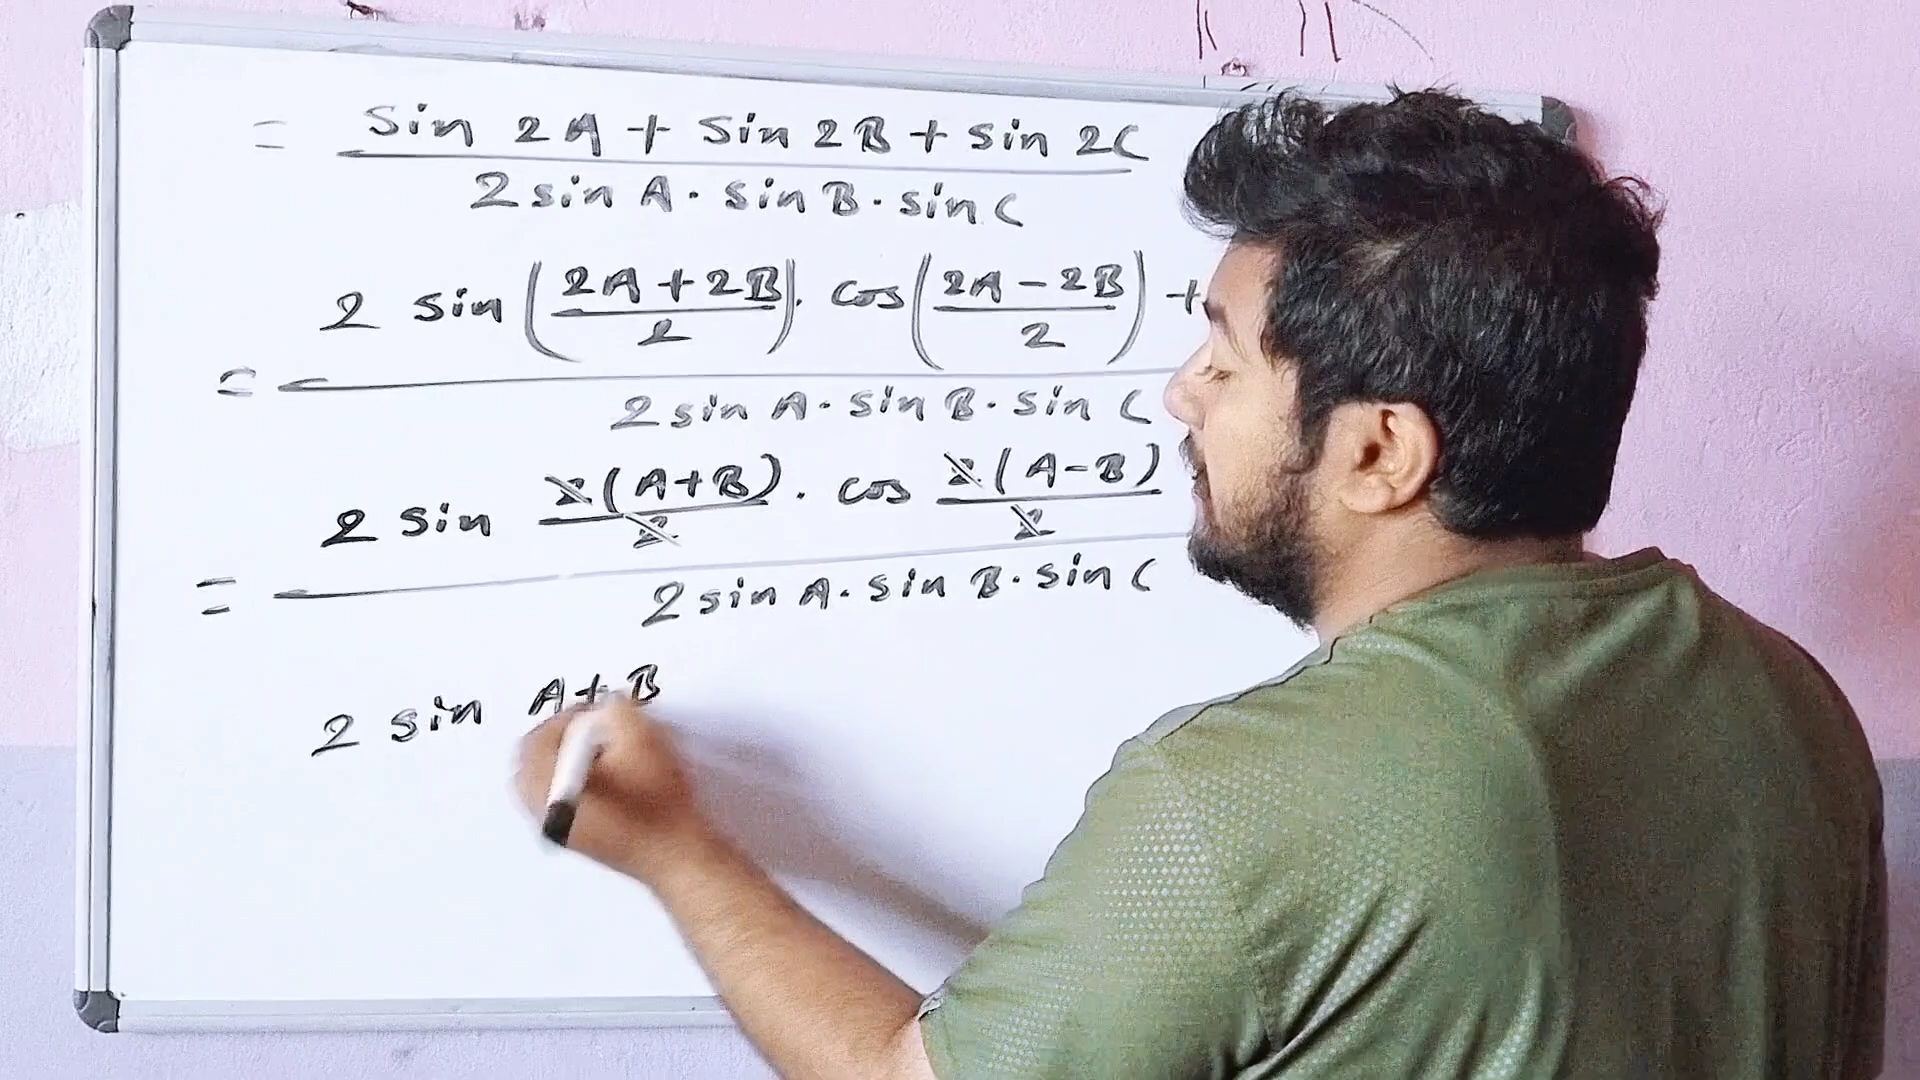 = sin 2A + sin 2B + sin 2C
2 sin A · sin B · sin C
2 sin (2A + 2B / 2) · cos (2A - 2B / 2) +
=
2 sin A · sin B · sin C
2 sin 2(A+B) / 2 · cos 2(A-B) / 2
=
2 sin A · sin B · sin C
2 sin A+B